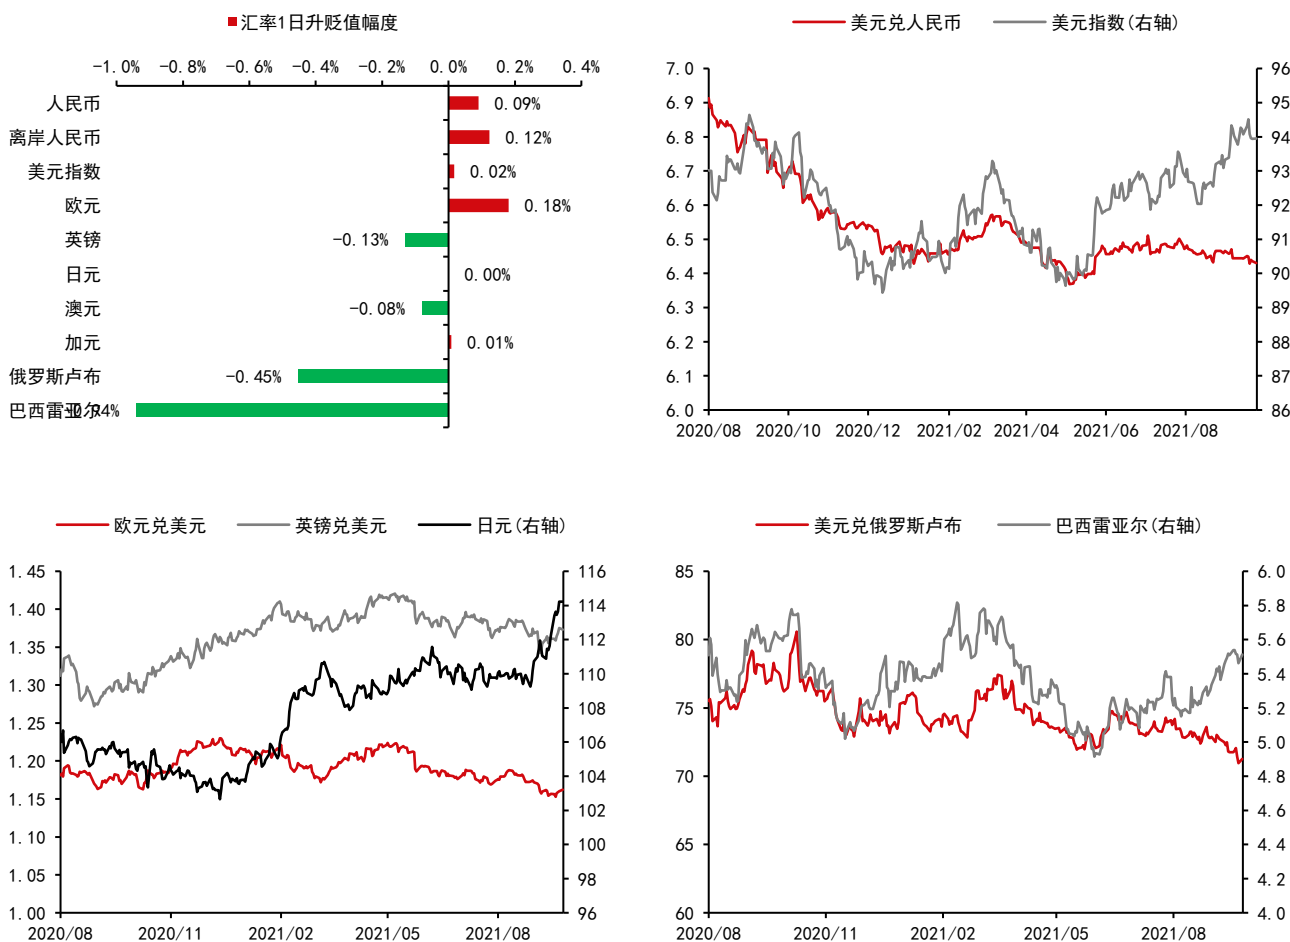 汇率1日升贬值幅度
-1.0% -0.8% -0.6% -0.4% -0.2% 0.0% 0.2% 0.4%
人民币 0.09%
离岸人民币 0.12%
美元指数 0.02%
欧元 0.18%
英镑 -0.13%
日元 0.00%
澳元 -0.08%
加元 0.01%
俄罗斯卢布 -0.45%
巴西雷亚尔 -0.94%
美元兑人民币 美元指数(右轴)
7.0 96
6.9 95
6.8 94
6.7 93
6.6 92
6.5 91
6.4 90
6.3 89
6.2 88
6.1 87
6.0 86
2020/08 2020/10 2020/12 2021/02 2021/04 2021/06 2021/08
欧元兑美元 英镑兑美元 日元(右轴)
1.45 116
1.40 114
1.35 112
1.30 110
1.25 108
1.20 106
1.15 104
1.10 102
1.05 100
1.00 98
96
2020/08 2020/11 2021/02 2021/05 2021/08
美元兑俄罗斯卢布 巴西雷亚尔(右轴)
85 6.0
80 5.8
75 5.6
70 5.4
65 5.2
60 5.0
4.8
4.6
4.4
4.2
4.0
2020/08 2020/11 2021/02 2021/05 2021/08